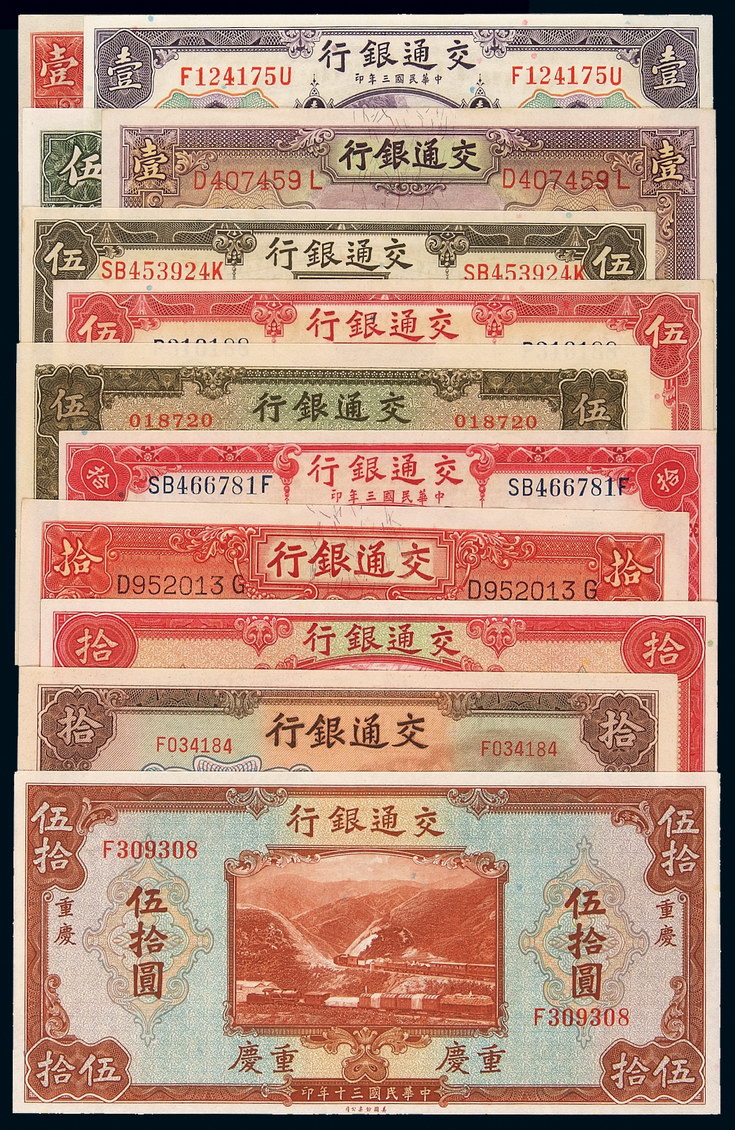 壹
壹 交通銀行 壹
F124175U 中華民國三年印 F124175U
伍
壹 交通銀行 壹
D407459L D407459L
伍 交通銀行 伍
SB453924K SB453924K
伍 交通銀行 伍
伍 交通銀行 伍
018720 018720
拾 交通銀行 拾
SB466781F 中華民國三年印 SB466781F
拾 交通銀行 拾
D952013G D952013G
拾 交通銀行 拾
拾 交通銀行 拾
F034184 F034184
伍拾 交通銀行 伍拾
F309308
重慶 重慶
伍拾圓 伍拾圓
F309308
重慶 重慶
伍拾 伍拾
中華民國三十年印